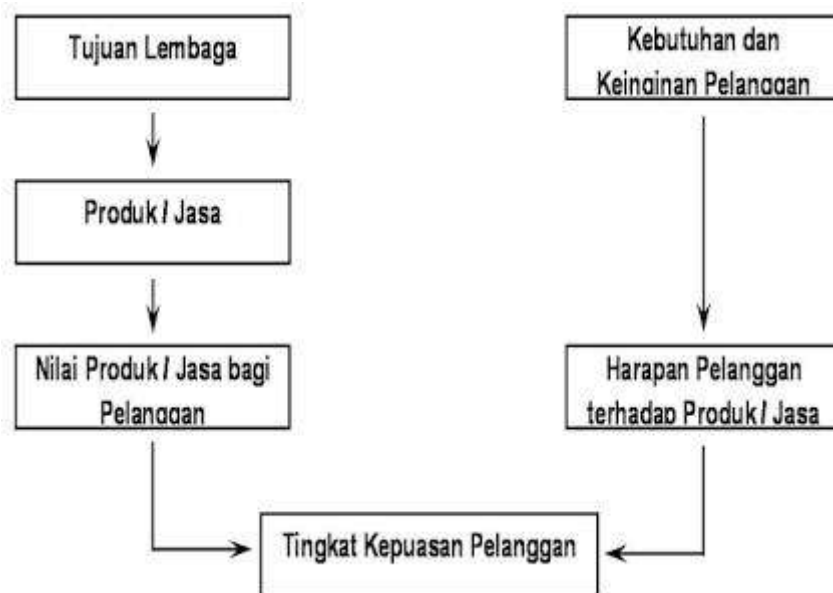 Tujuan Lembaga
Kebutuhan dan
Keinginan Pelanggan
Produk / Jasa
Nilai Produk / Jasa bagi
Pelanggan
Harapan Pelanggan
terhadap Produk / Jasa
Tingkat Kepuasan Pelanggan